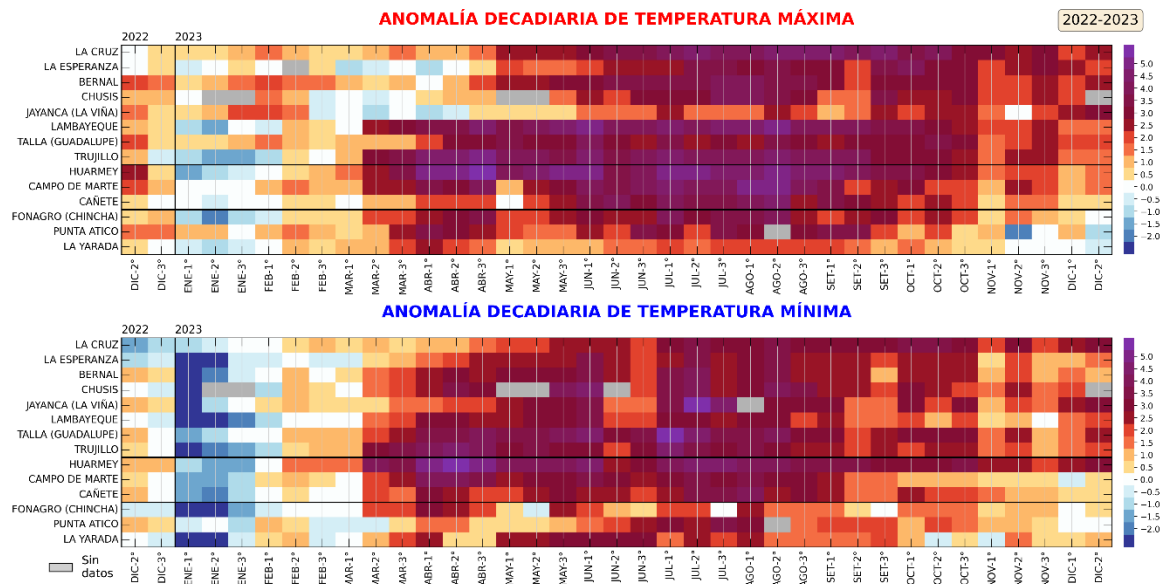 ANOMALÍA DECADIARIA DE TEMPERATURA MÁXIMA
2022-2023
2022 2023
LA CRUZ
LA ESPERANZA
BERNAL
CHUSIS
JAYANCA (LA VIÑA)
LAMBAYEQUE
TALLA (GUADALUPE)
TRUJILLO
HUARMEY
CAMPO DE MARTE
CAÑETE
FONAGRO (CHINCHA)
PUNTA ATICO
LA YARADA
5.0
4.5
4.0
3.5
3.0
2.5
2.0
1.5
1.0
0.5
0.0
−0.5
−1.0
−1.5
−2.0
DIC-2° DIC-3° ENE-1° ENE-2° ENE-3° FEB-1° FEB-2° FEB-3° MAR-1° MAR-2° MAR-3° ABR-1° ABR-2° ABR-3° MAY-1° MAY-2° MAY-3° JUN-1° JUN-2° JUN-3° JUL-1° JUL-2° JUL-3° AGO-1° AGO-2° AGO-3° SET-1° SET-2° SET-3° OCT-1° OCT-2° OCT-3° NOV-1° NOV-2° NOV-3° DIC-1° DIC-2°
ANOMALÍA DECADIARIA DE TEMPERATURA MÍNIMA
2022 2023
LA CRUZ
LA ESPERANZA
BERNAL
CHUSIS
JAYANCA (LA VIÑA)
LAMBAYEQUE
TALLA (GUADALUPE)
TRUJILLO
HUARMEY
CAMPO DE MARTE
CAÑETE
FONAGRO (CHINCHA)
PUNTA ATICO
LA YARADA
5.0
4.5
4.0
3.5
3.0
2.5
2.0
1.5
1.0
0.5
0.0
−0.5
−1.0
−1.5
−2.0
DIC-2° DIC-3° ENE-1° ENE-2° ENE-3° FEB-1° FEB-2° FEB-3° MAR-1° MAR-2° MAR-3° ABR-1° ABR-2° ABR-3° MAY-1° MAY-2° MAY-3° JUN-1° JUN-2° JUN-3° JUL-1° JUL-2° JUL-3° AGO-1° AGO-2° AGO-3° SET-1° SET-2° SET-3° OCT-1° OCT-2° OCT-3° NOV-1° NOV-2° NOV-3° DIC-1° DIC-2°
Sin
datos